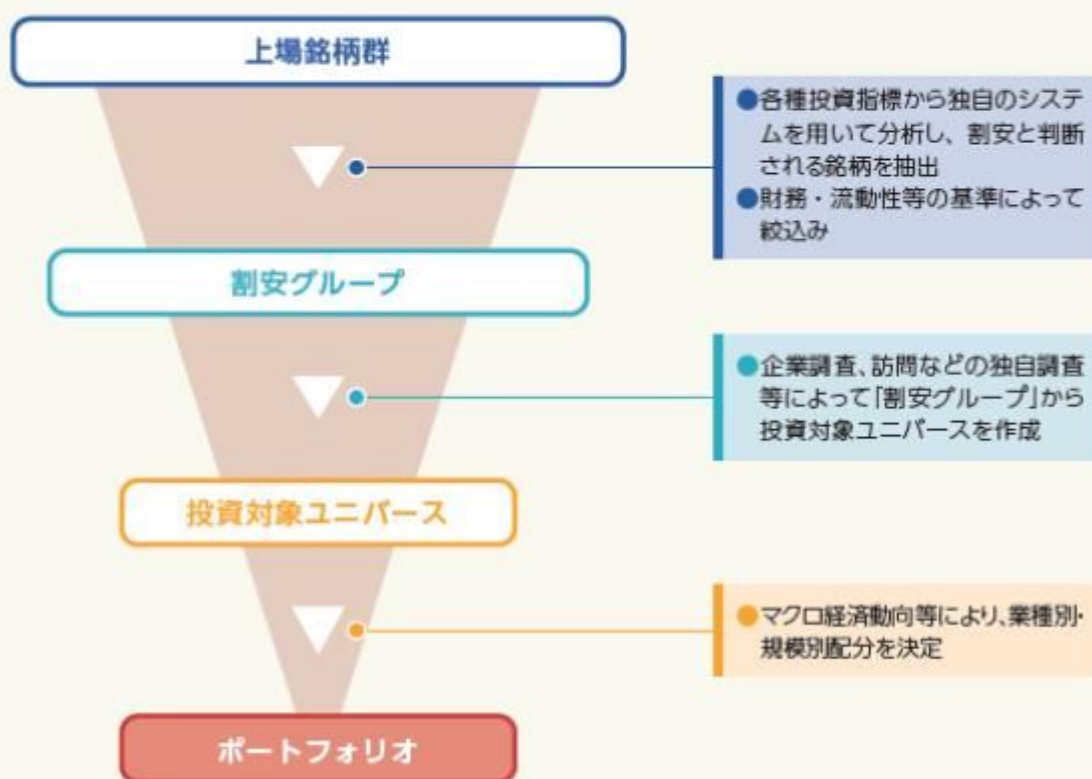 上場銘柄群
●各種投資指標から独自のシステ
ムを用いて分析し、割安と判断
される銘柄を抽出
●財務・流動性等の基準によって
絞込み
割安グループ
●企業調査、訪問などの独自調査
等によって「割安グループ」から
投資対象ユニバースを作成
投資対象ユニバース
●マクロ経済動向等により、業種別・
規模別配分を決定
ポートフォリオ